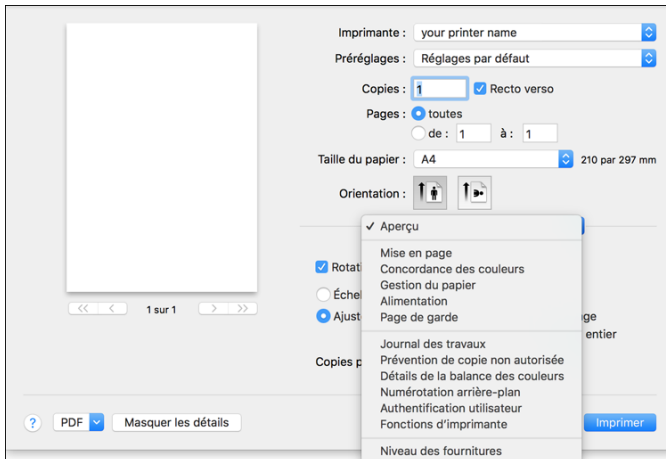 Imprimante : your printer name
Préréglages : Réglages par défaut
Copies : 1 Recto verso
Pages : toutes
de : 1 à : 1
Taille du papier : A4 210 par 297 mm
Orientation :
✓ Aperçu
Mise en page
Concordance des couleurs
Gestion du papier
Alimentation
Page de garde
Journal des travaux
Prévention de copie non autorisée
Détails de la balance des couleurs
Numérotation arrière-plan
Authentification utilisateur
Fonctions d'imprimante
Niveau des fournitures
Rotati
Échel
Ajust
ge
entier
Copies p
1 sur 1
? PDF Masquer les détails Imprimer